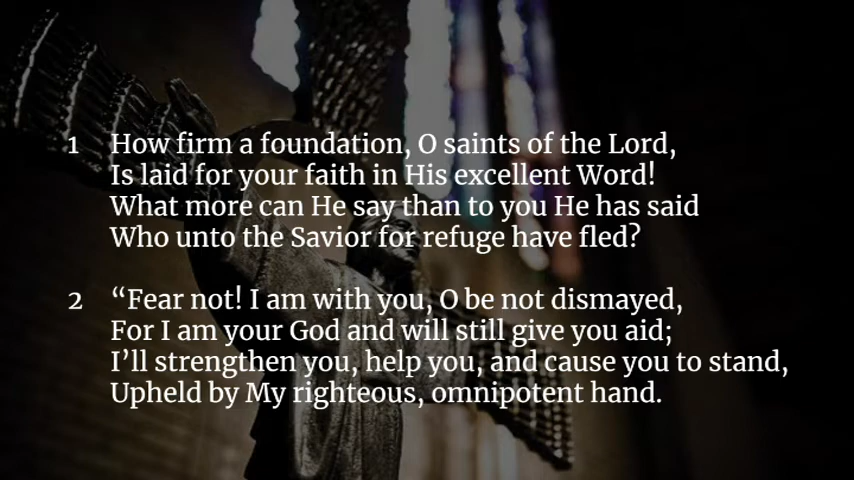 1 How firm a foundation, O saints of the Lord,
Is laid for your faith in His excellent Word!
What more can He say than to you He has said
Who unto the Savior for refuge have fled?
2 “Fear not! I am with you, O be not dismayed,
For I am your God and will still give you aid;
I’ll strengthen you, help you, and cause you to stand,
Upheld by My righteous, omnipotent hand.